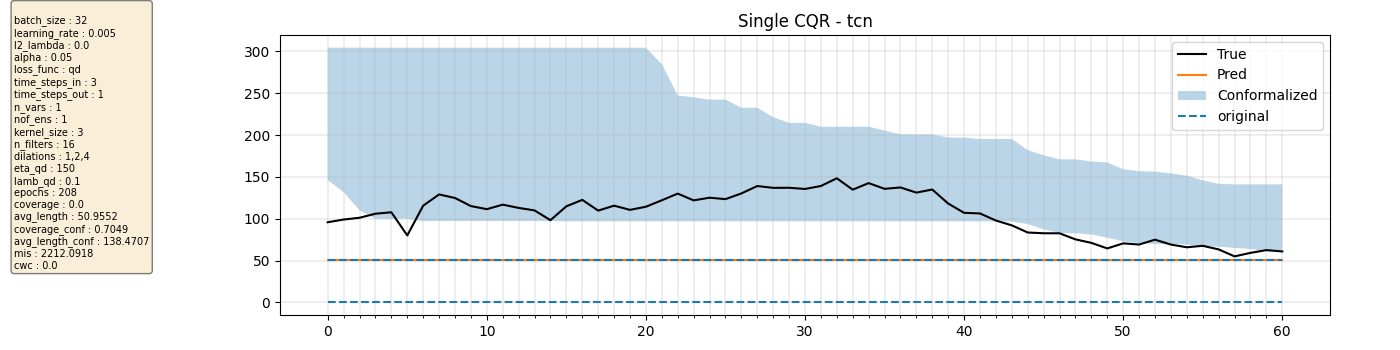 batch_size : 32
learning_rate : 0.005
l2_lambda : 0.0
alpha : 0.05
loss_func : qd
time_steps_in : 3
time_steps_out : 1
n_vars : 1
nof_ens : 1
kernel_size : 3
n_filters : 16
dilations : 1,2,4
eta_qd : 150
lamb_qd : 0.1
epochs : 208
coverage : 0.0
avg_length : 50.9552
coverage_conf : 0.7049
avg_length_conf : 138.4707
mis : 2212.0918
cwc : 0.0
Single CQR - tcn
300
250
200
150
100
50
0
True
Pred
Conformalized
original
0 10 20 30 40 50 60